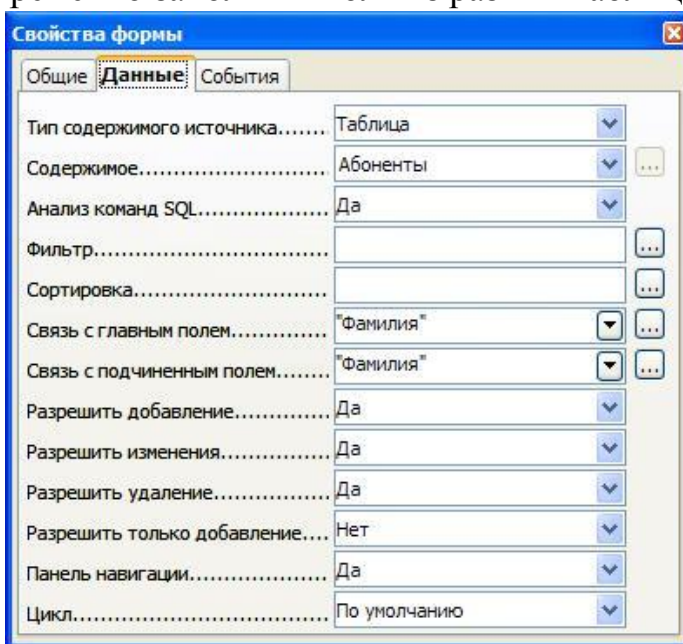 Свойства формы
Общие Данные События
Тип содержимого источника....... Таблица
Содержимое........................... Абоненты
Анализ команд SQL.................... Да
Фильтр..................................
Сортировка............................
Связь с главным полем............ "Фамилия"
Связь с подчиненным полем........ "Фамилия"
Разрешить добавление.............. Да
Разрешить изменения................ Да
Разрешить удаление.................. Да
Разрешить только добавление.... Нет
Панель навигации..................... Да
Цикл..................................... По умолчанию